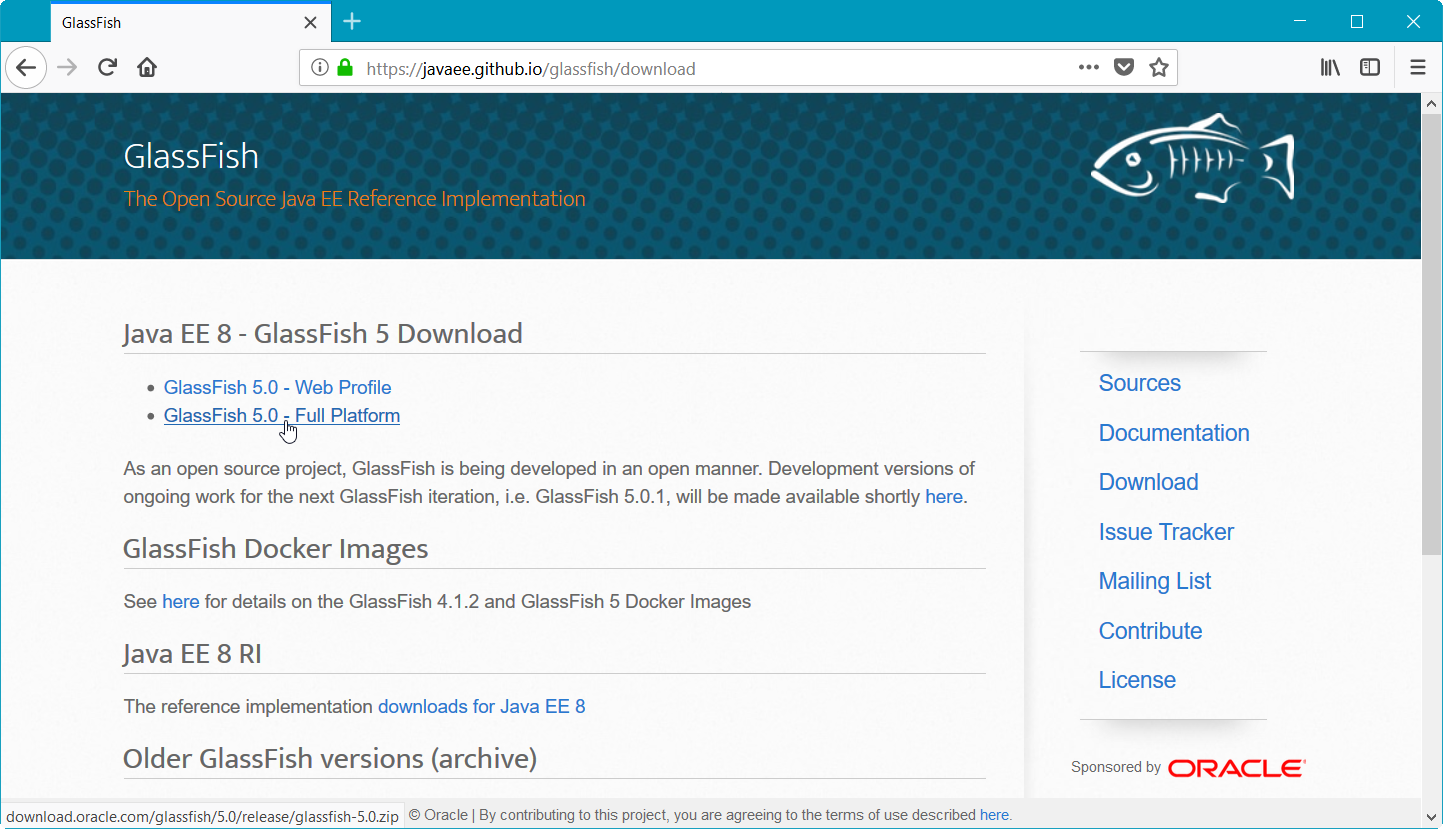 GlassFish
https://javaee.github.io/glassfish/download
GlassFish
The Open Source Java EE Reference Implementation
Java EE 8 - GlassFish 5 Download
GlassFish 5.0 - Web Profile
GlassFish 5.0 - Full Platform
As an open source project, GlassFish is being developed in an open manner. Development versions of
ongoing work for the next GlassFish iteration, i.e. GlassFish 5.0.1, will be made available shortly here.
GlassFish Docker Images
See here for details on the GlassFish 4.1.2 and GlassFish 5 Docker Images
Java EE 8 RI
The reference implementation downloads for Java EE 8
Older GlassFish versions (archive)
Sources
Documentation
Download
Issue Tracker
Mailing List
Contribute
License
Sponsored by ORACLE
download.oracle.com/glassfish/5.0/release/glassfish-5.0.zip
© Oracle | By contributing to this project, you are agreeing to the terms of use described here.